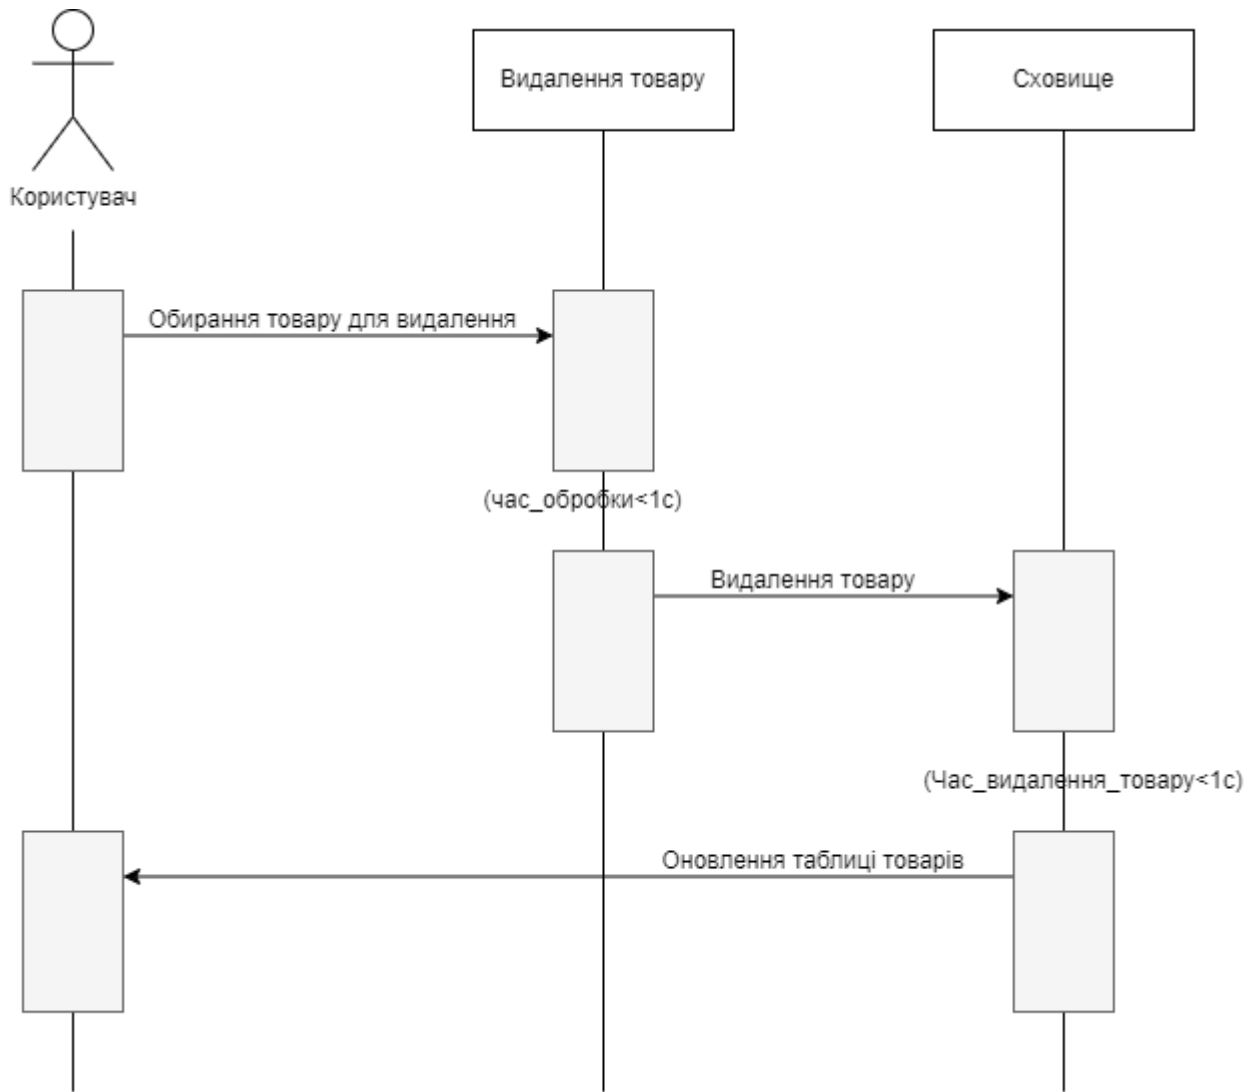 Видалення товару
Сховище
Користувач
Обирання товару для видалення
(час_обробки<1с)
Видалення товару
(Час_видалення_товару<1с)
Оновлення таблиці товарів